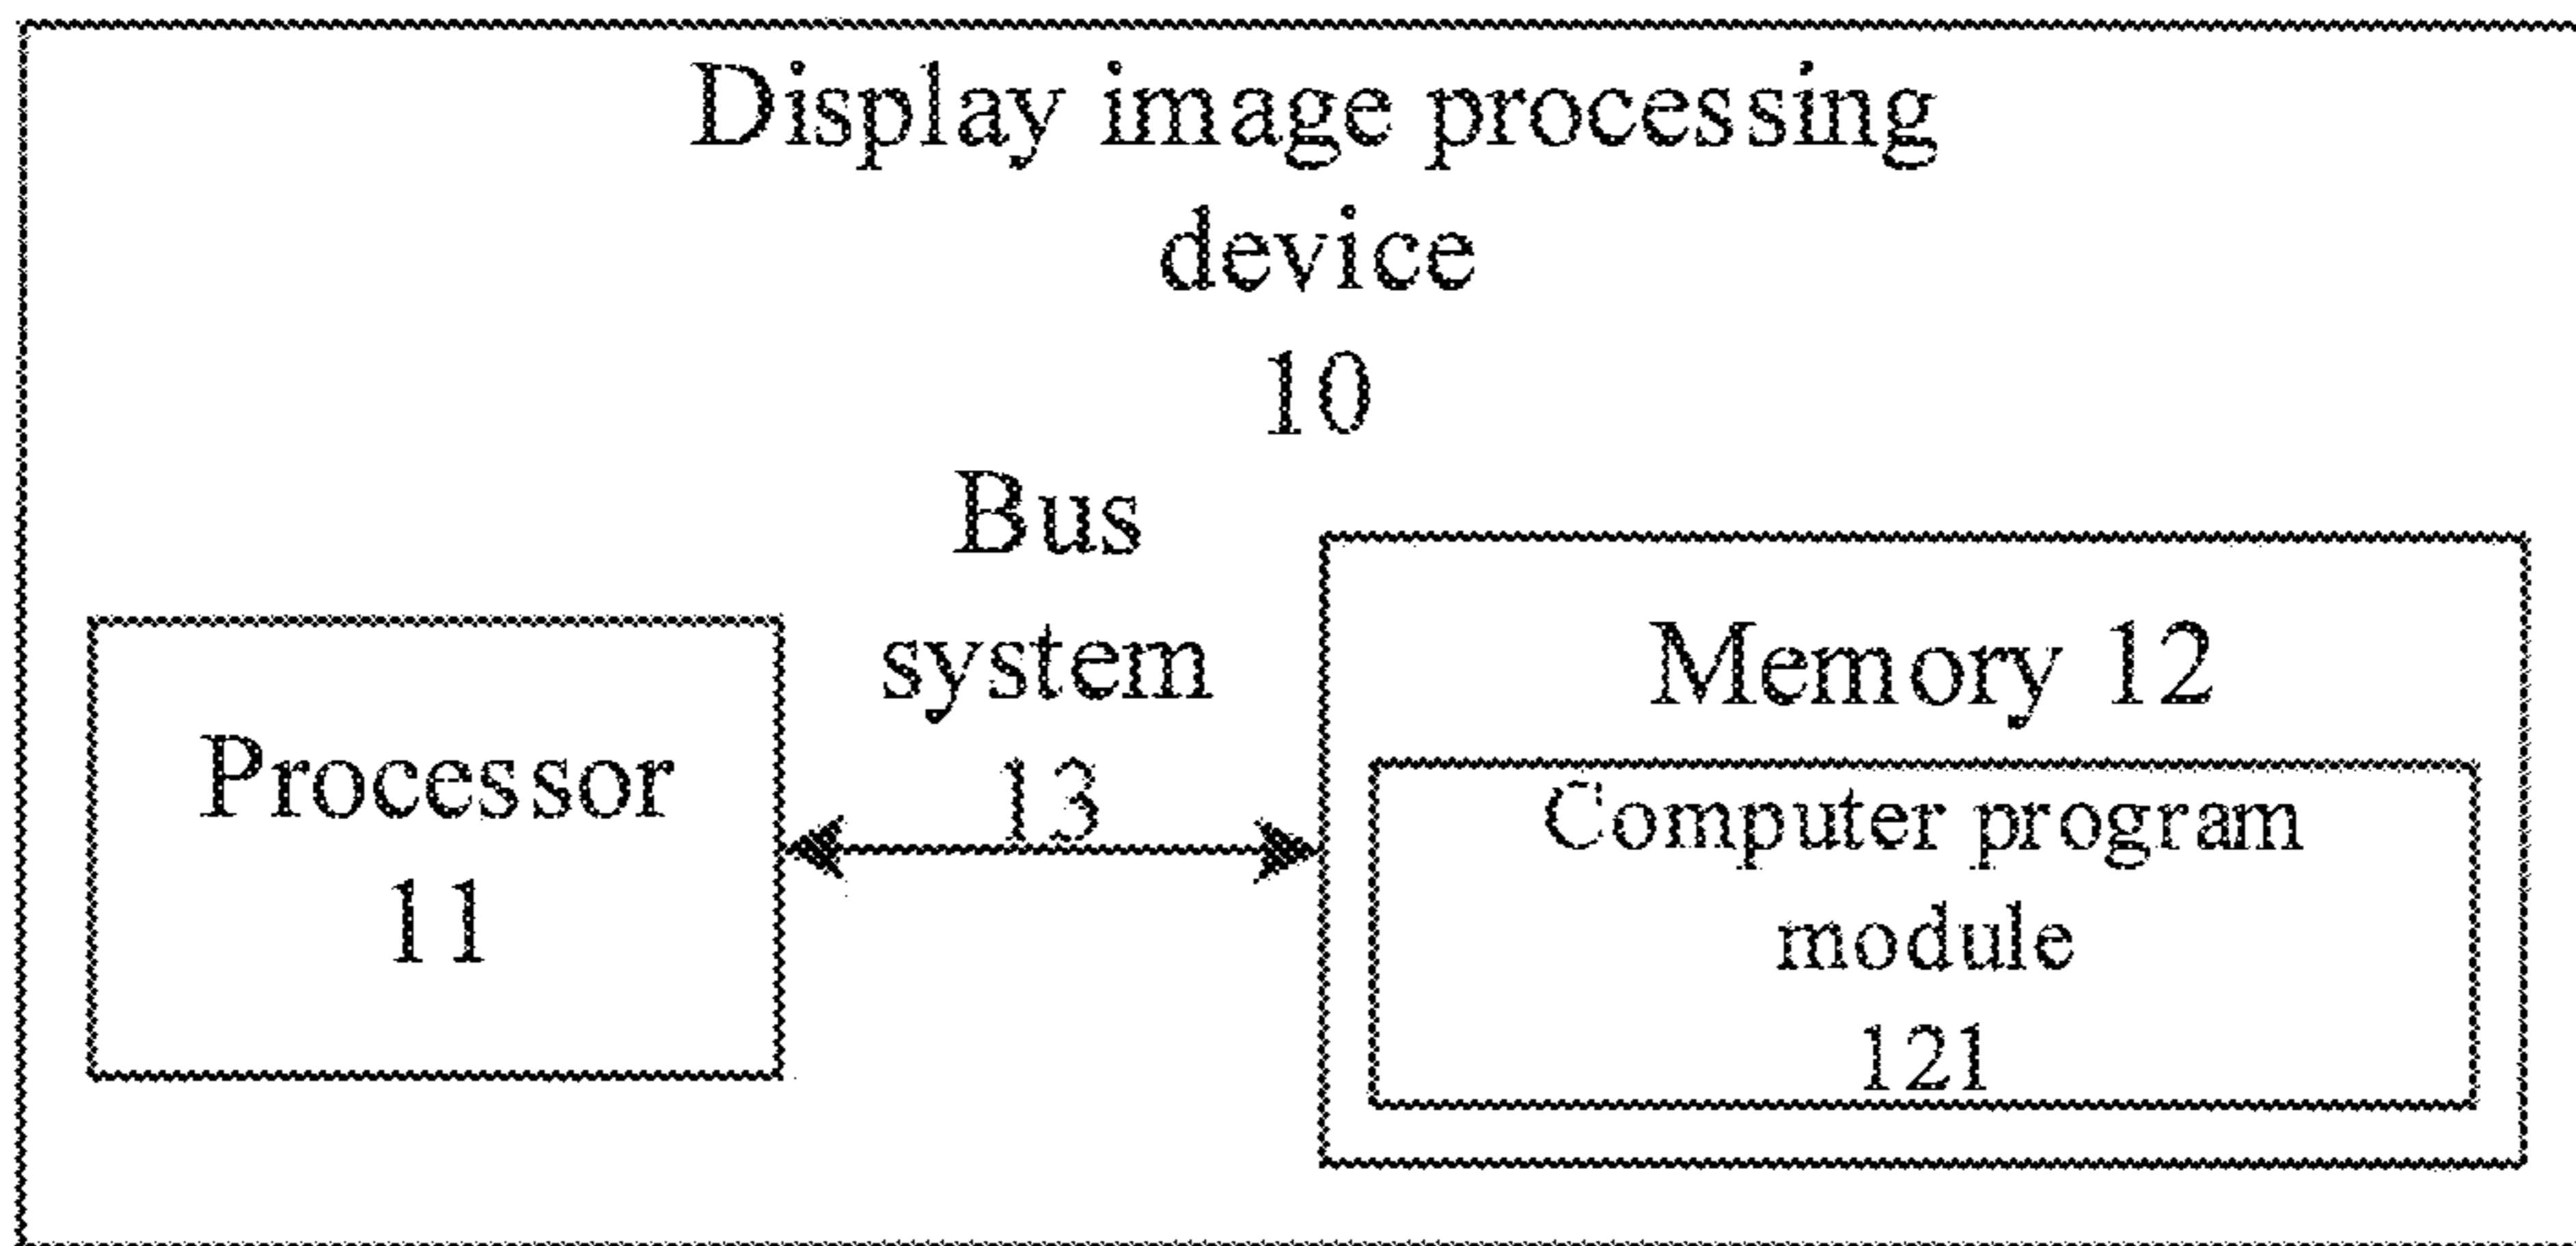 Display image processing
device
10
Bus
system
13
Processor
11
Memory 12
Computer program
module
121